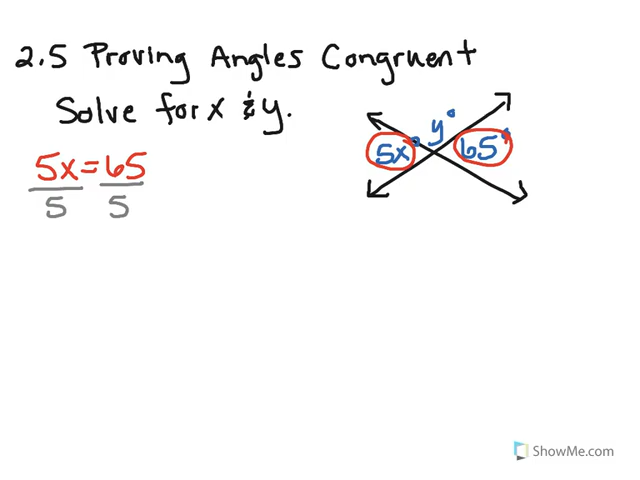 2.5 Proving Angles Congruent
Solve for x & y.
5x = 65
5 5
y°
5x° 65°
ShowMe.com